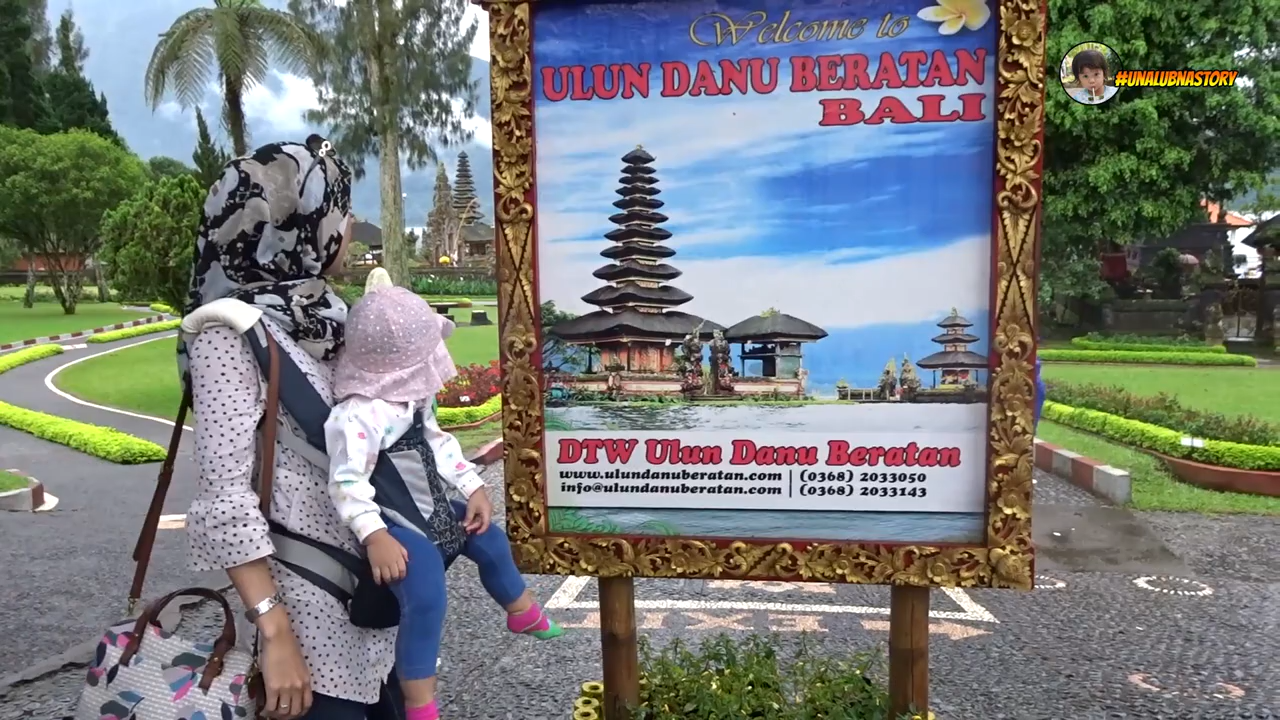 Welcome to
ULUN DANU BERATAN
BALI
#UNALUBNASTORY
DTW Ulun Danu Beratan
www.ulundanuberatan.com | (0368) 2033050
info@ulundanuberatan.com | (0368) 2033143
EXIT